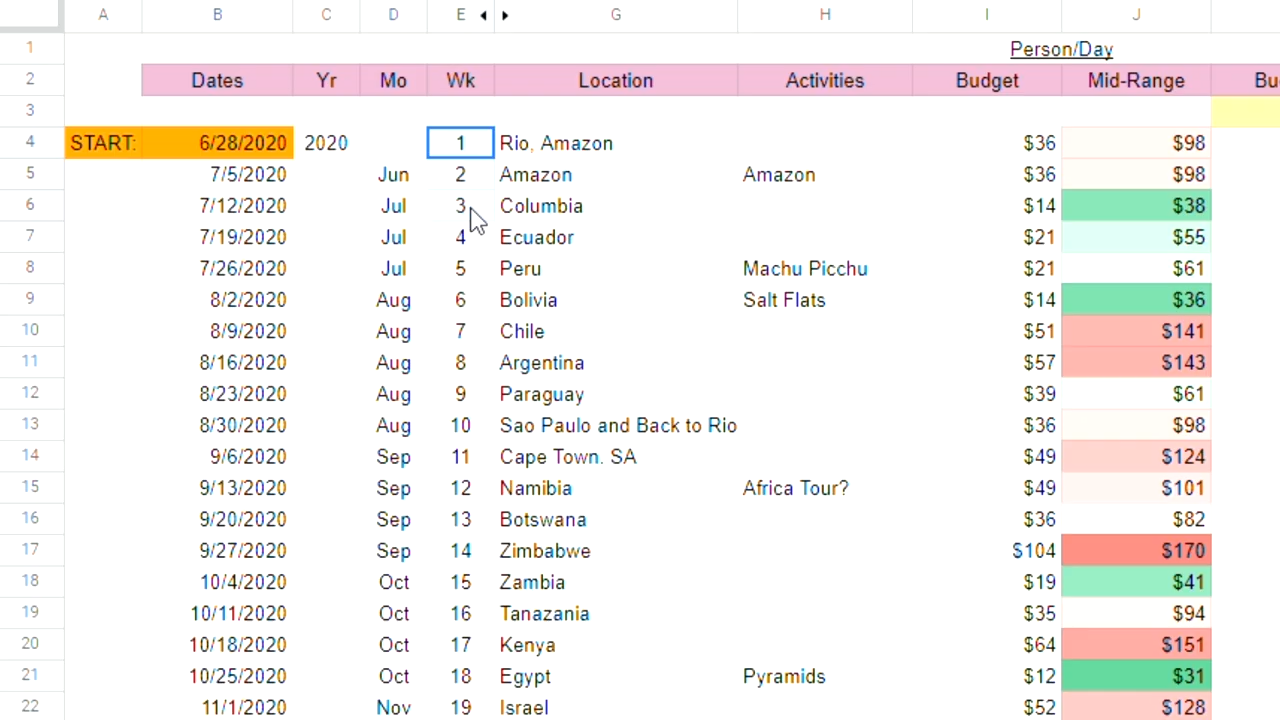 A B C D E G H I J
1 Person/Day
2 Dates Yr Mo Wk Location Activities Budget Mid-Range Bu
3
4 START: 6/28/2020 2020 1 Rio, Amazon $36 $98
5 7/5/2020 Jun 2 Amazon Amazon $36 $98
6 7/12/2020 Jul 3 Columbia $14 $38
7 7/19/2020 Jul 4 Ecuador $21 $55
8 7/26/2020 Jul 5 Peru Machu Picchu $21 $61
9 8/2/2020 Aug 6 Bolivia Salt Flats $14 $36
10 8/9/2020 Aug 7 Chile $51 $141
11 8/16/2020 Aug 8 Argentina $57 $143
12 8/23/2020 Aug 9 Paraguay $39 $61
13 8/30/2020 Aug 10 Sao Paulo and Back to Rio $36 $98
14 9/6/2020 Sep 11 Cape Town. SA $49 $124
15 9/13/2020 Sep 12 Namibia Africa Tour? $49 $101
16 9/20/2020 Sep 13 Botswana $36 $82
17 9/27/2020 Sep 14 Zimbabwe $104 $170
18 10/4/2020 Oct 15 Zambia $19 $41
19 10/11/2020 Oct 16 Tanazania $35 $94
20 10/18/2020 Oct 17 Kenya $64 $151
21 10/25/2020 Oct 18 Egypt Pyramids $12 $31
22 11/1/2020 Nov 19 Israel $52 $128